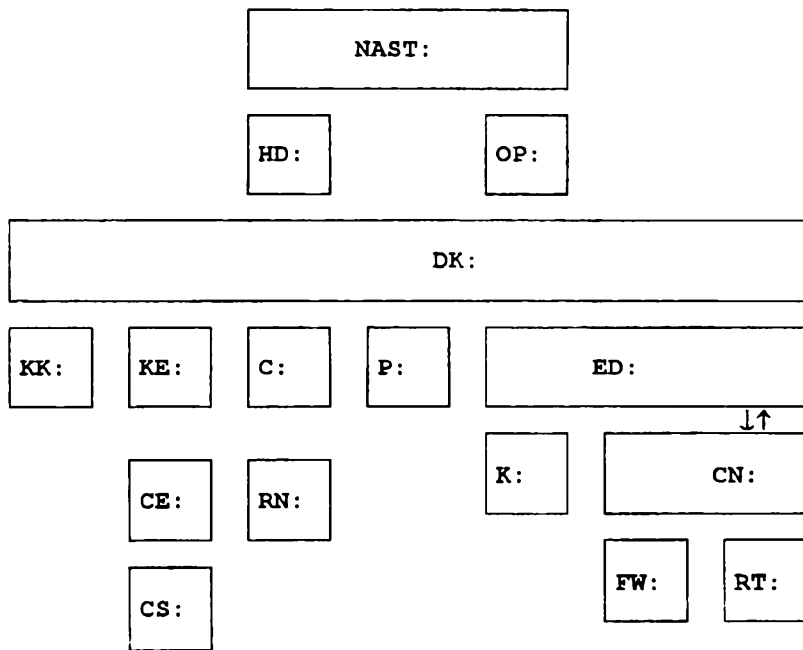 NAST:
HD: OP:
DK:
KK: KE: C: P: ED:
↓↑
K: CN:
CE: RN:
FW: RT:
CS: